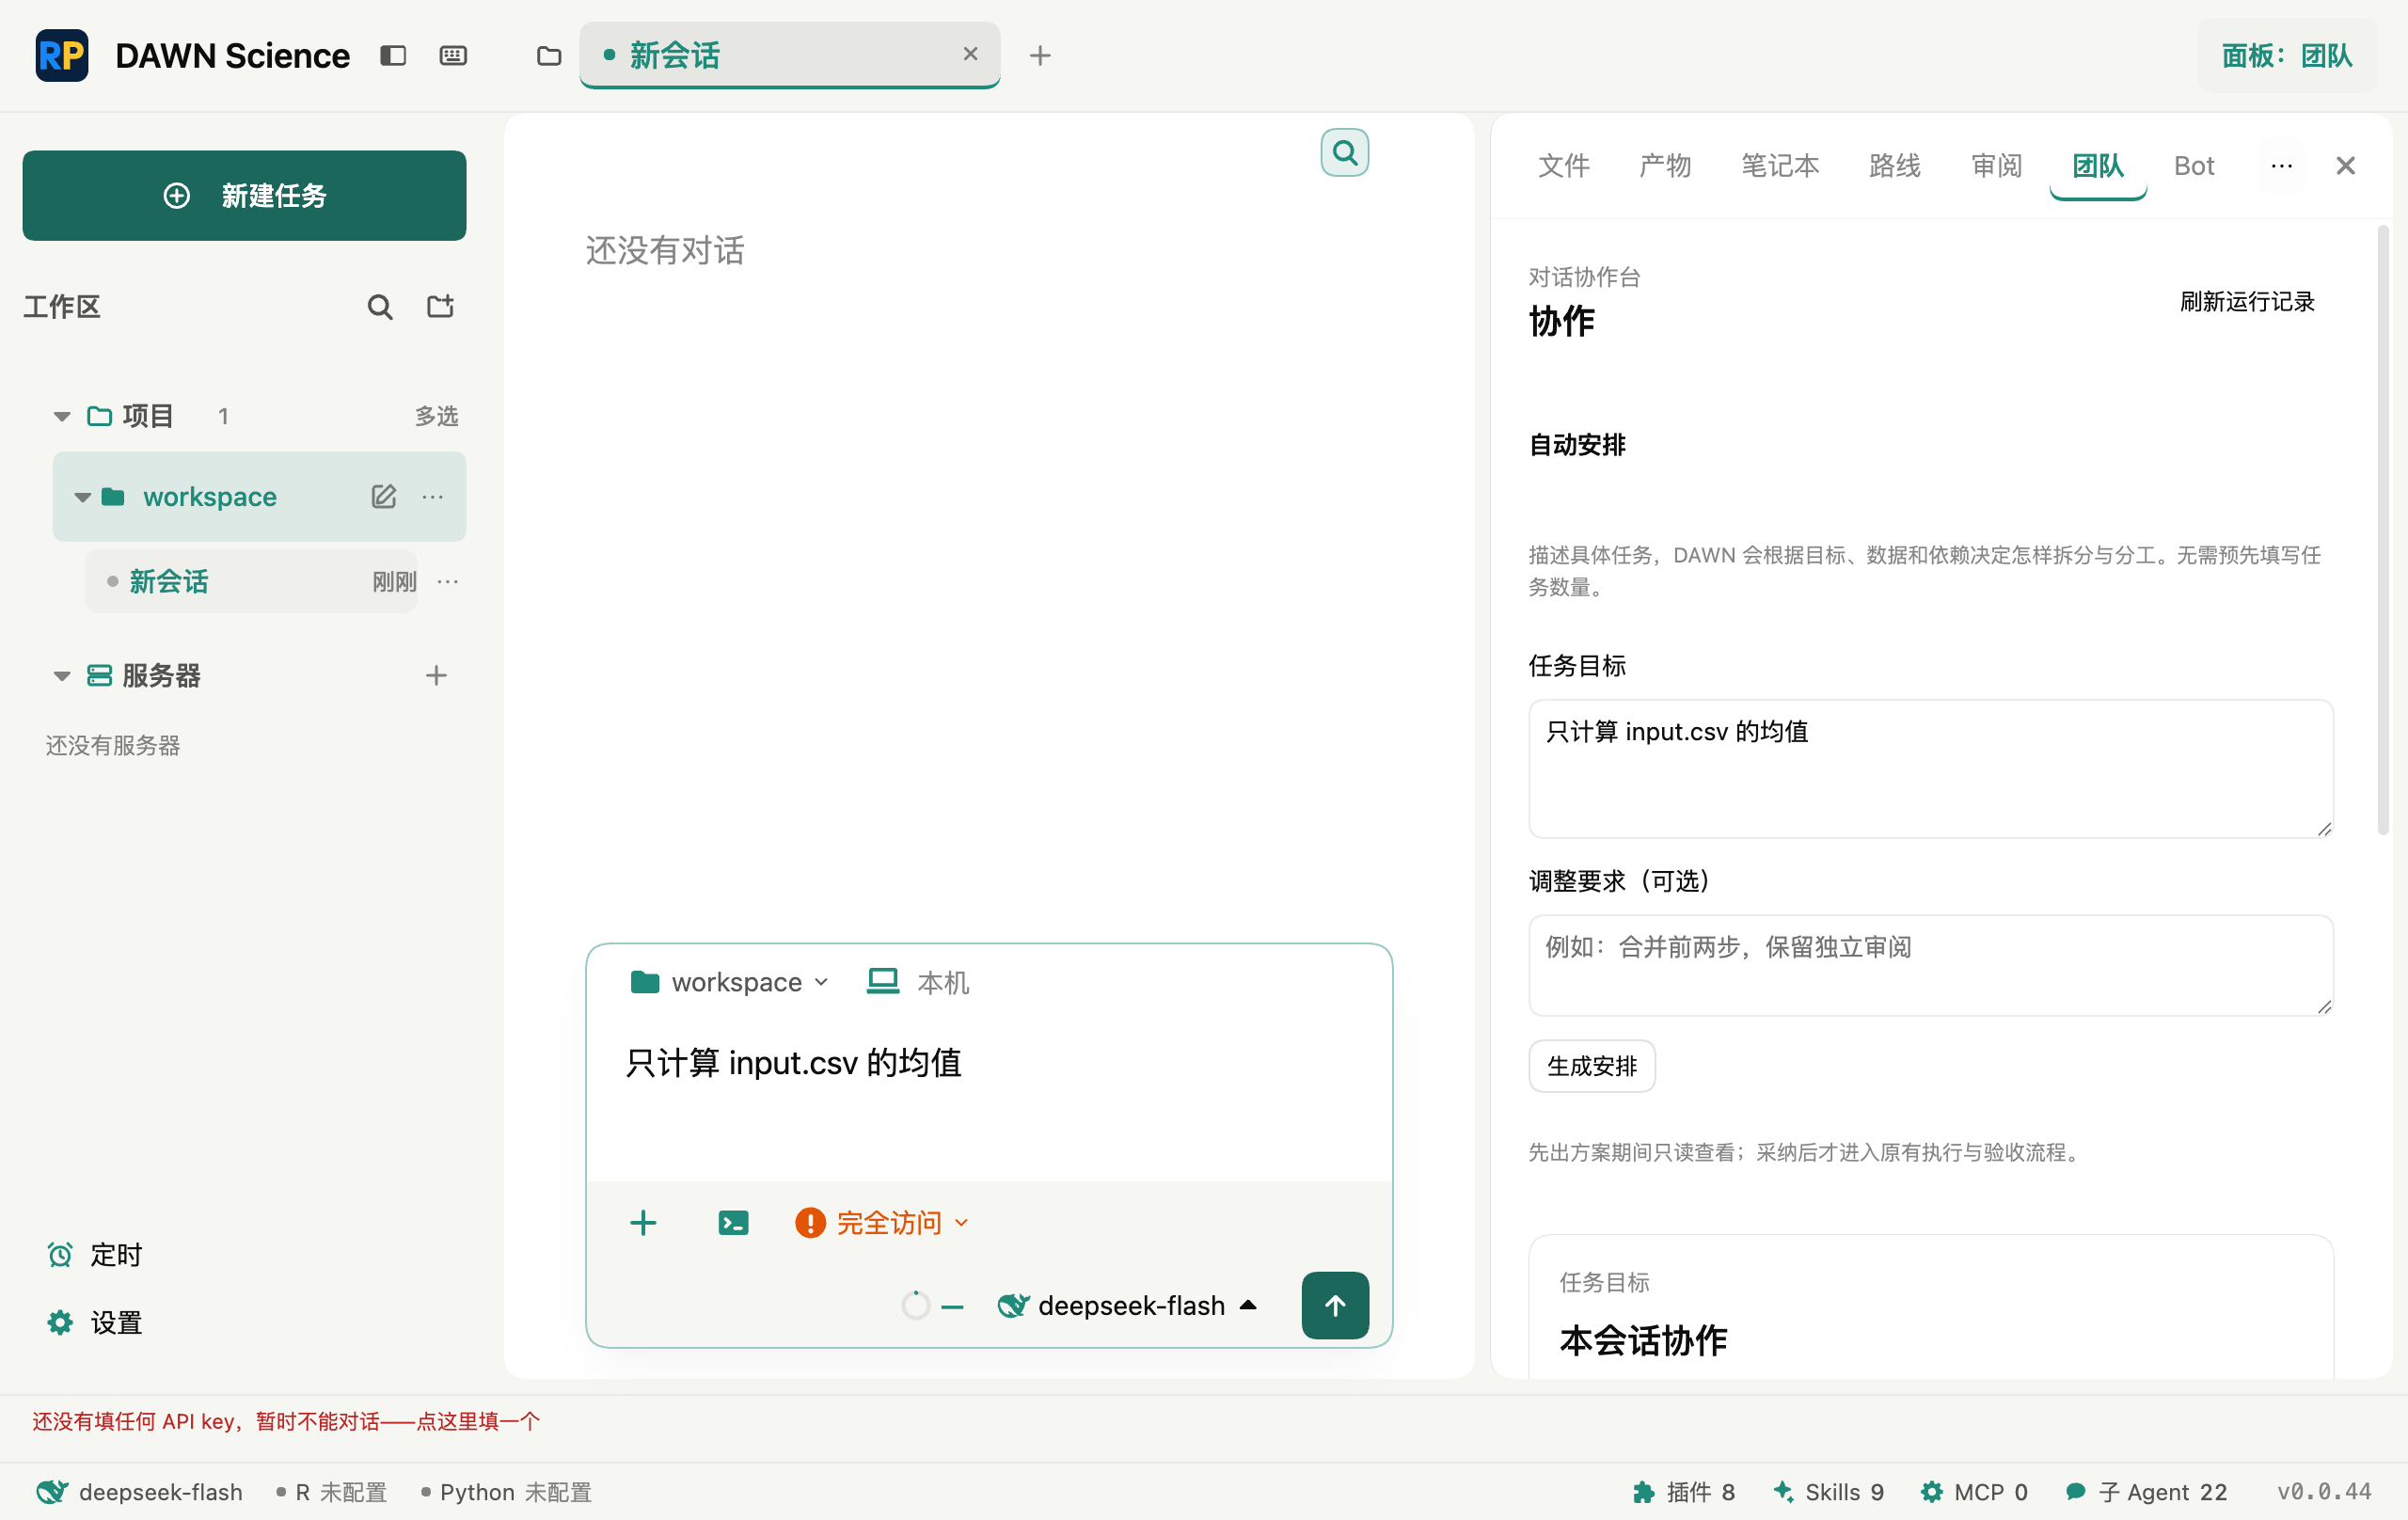 RP DAWN Science
新会话
面板：团队
新建任务
工作区
项目 1 多选
workspace
新会话 刚刚
服务器
还没有服务器
定时
设置
还没有对话
workspace 本机
只计算 input.csv 的均值
完全访问
deepseek-flash
文件 产物 笔记本 路线 审阅 团队 Bot
对话协作台
协作
刷新运行记录
自动安排
描述具体任务，DAWN 会根据目标、数据和依赖决定怎样拆分与分工。无需预先填写任
务数量。
任务目标
只计算 input.csv 的均值
调整要求（可选）
例如：合并前两步，保留独立审阅
生成安排
先出方案期间只读查看；采纳后才进入原有执行与验收流程。
任务目标
本会话协作
还没有填任何 API key，暂时不能对话——点这里填一个
deepseek-flash R 未配置 Python 未配置
插件 8 Skills 9 MCP 0 子 Agent 22 v0.0.44